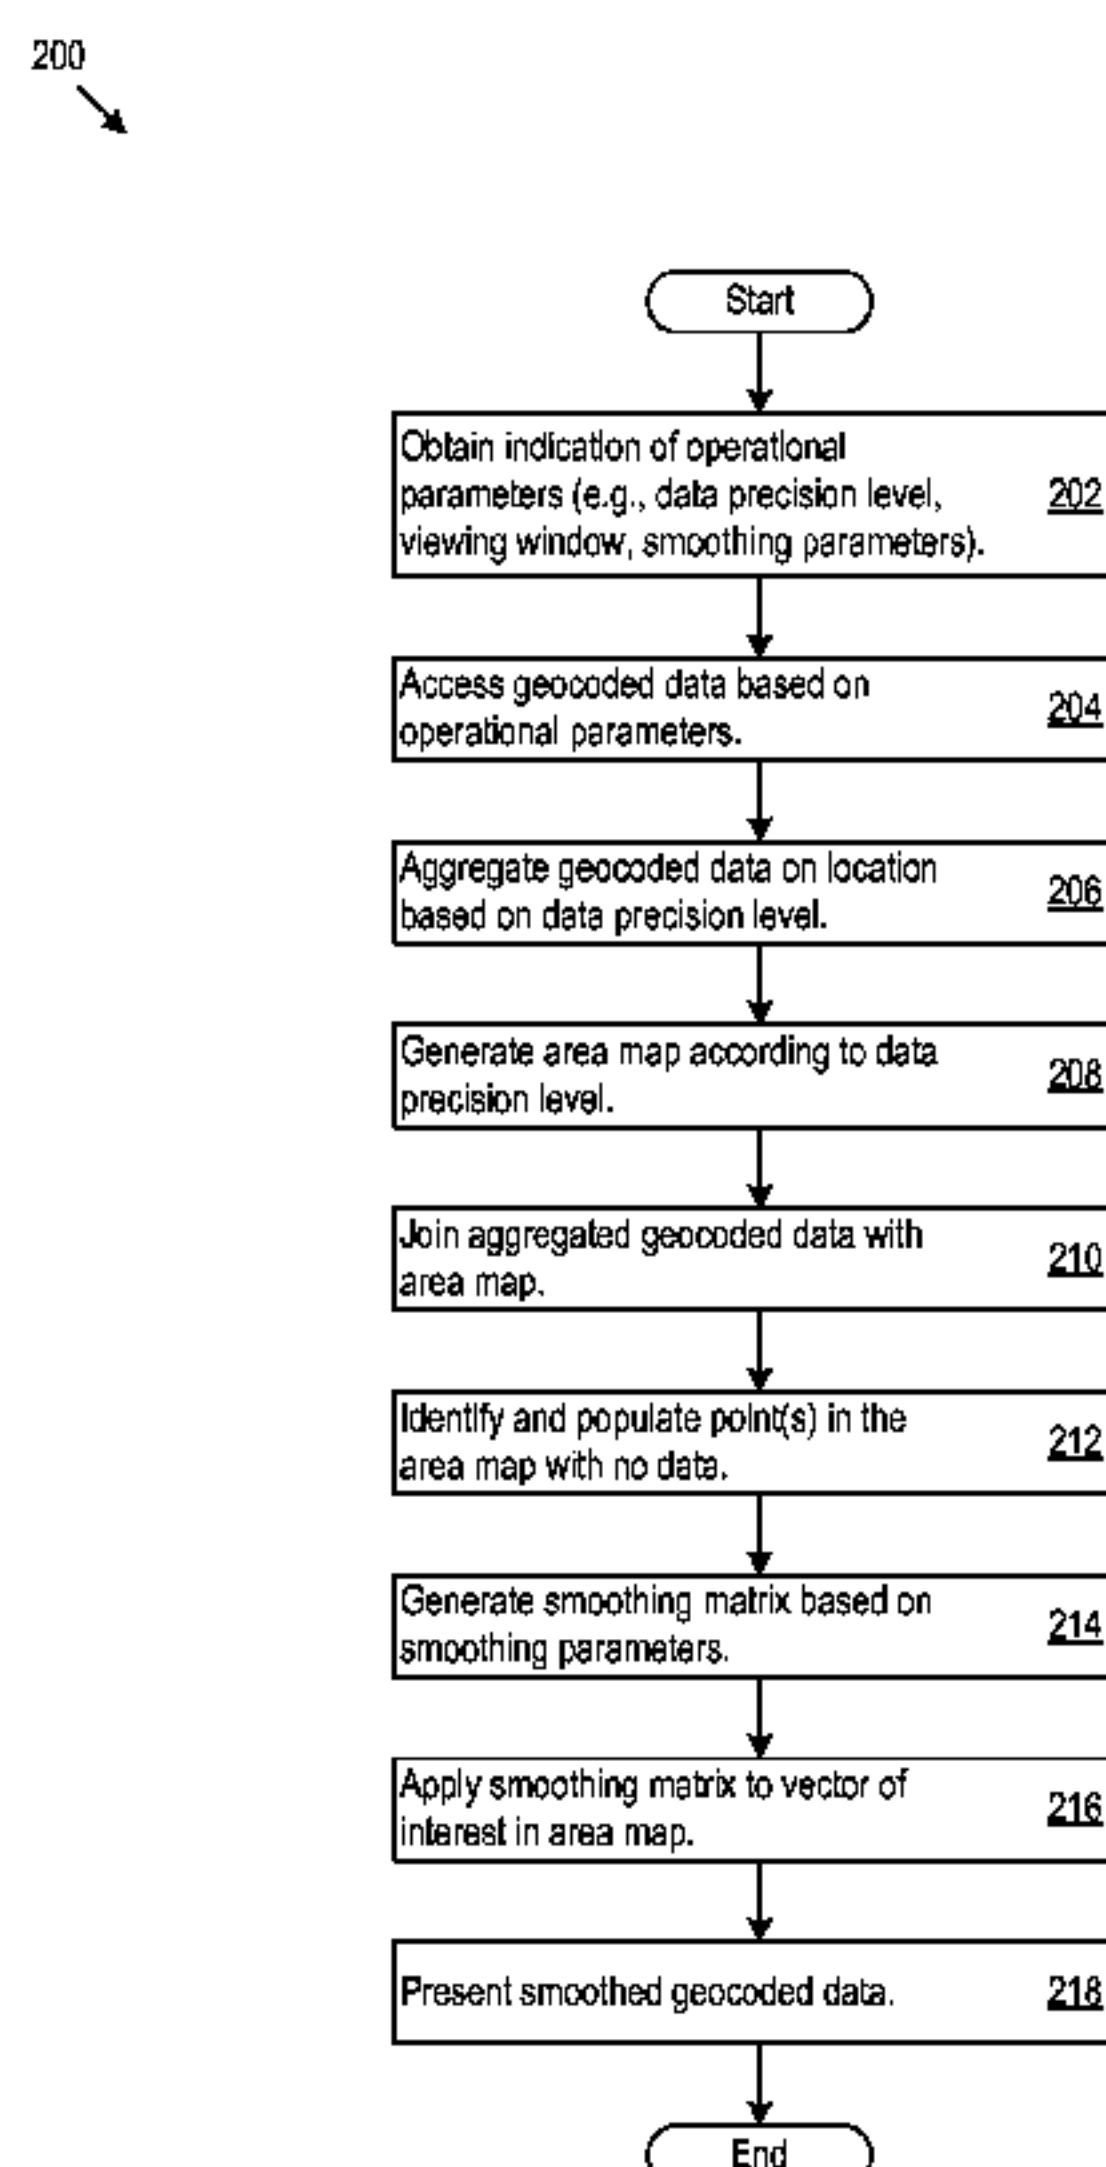 200
Start
Obtain indication of operational
parameters (e.g., data precision level,
viewing window, smoothing parameters).
202
Access geocoded data based on
operational parameters.
204
Aggregate geocoded data on location
based on data precision level.
206
Generate area map according to data
precision level.
208
Join aggregated geocoded data with
area map.
210
Identify and populate point(s) in the
area map with no data.
212
Generate smoothing matrix based on
smoothing parameters.
214
Apply smoothing matrix to vector of
interest in area map.
216
Present smoothed geocoded data.
218
End